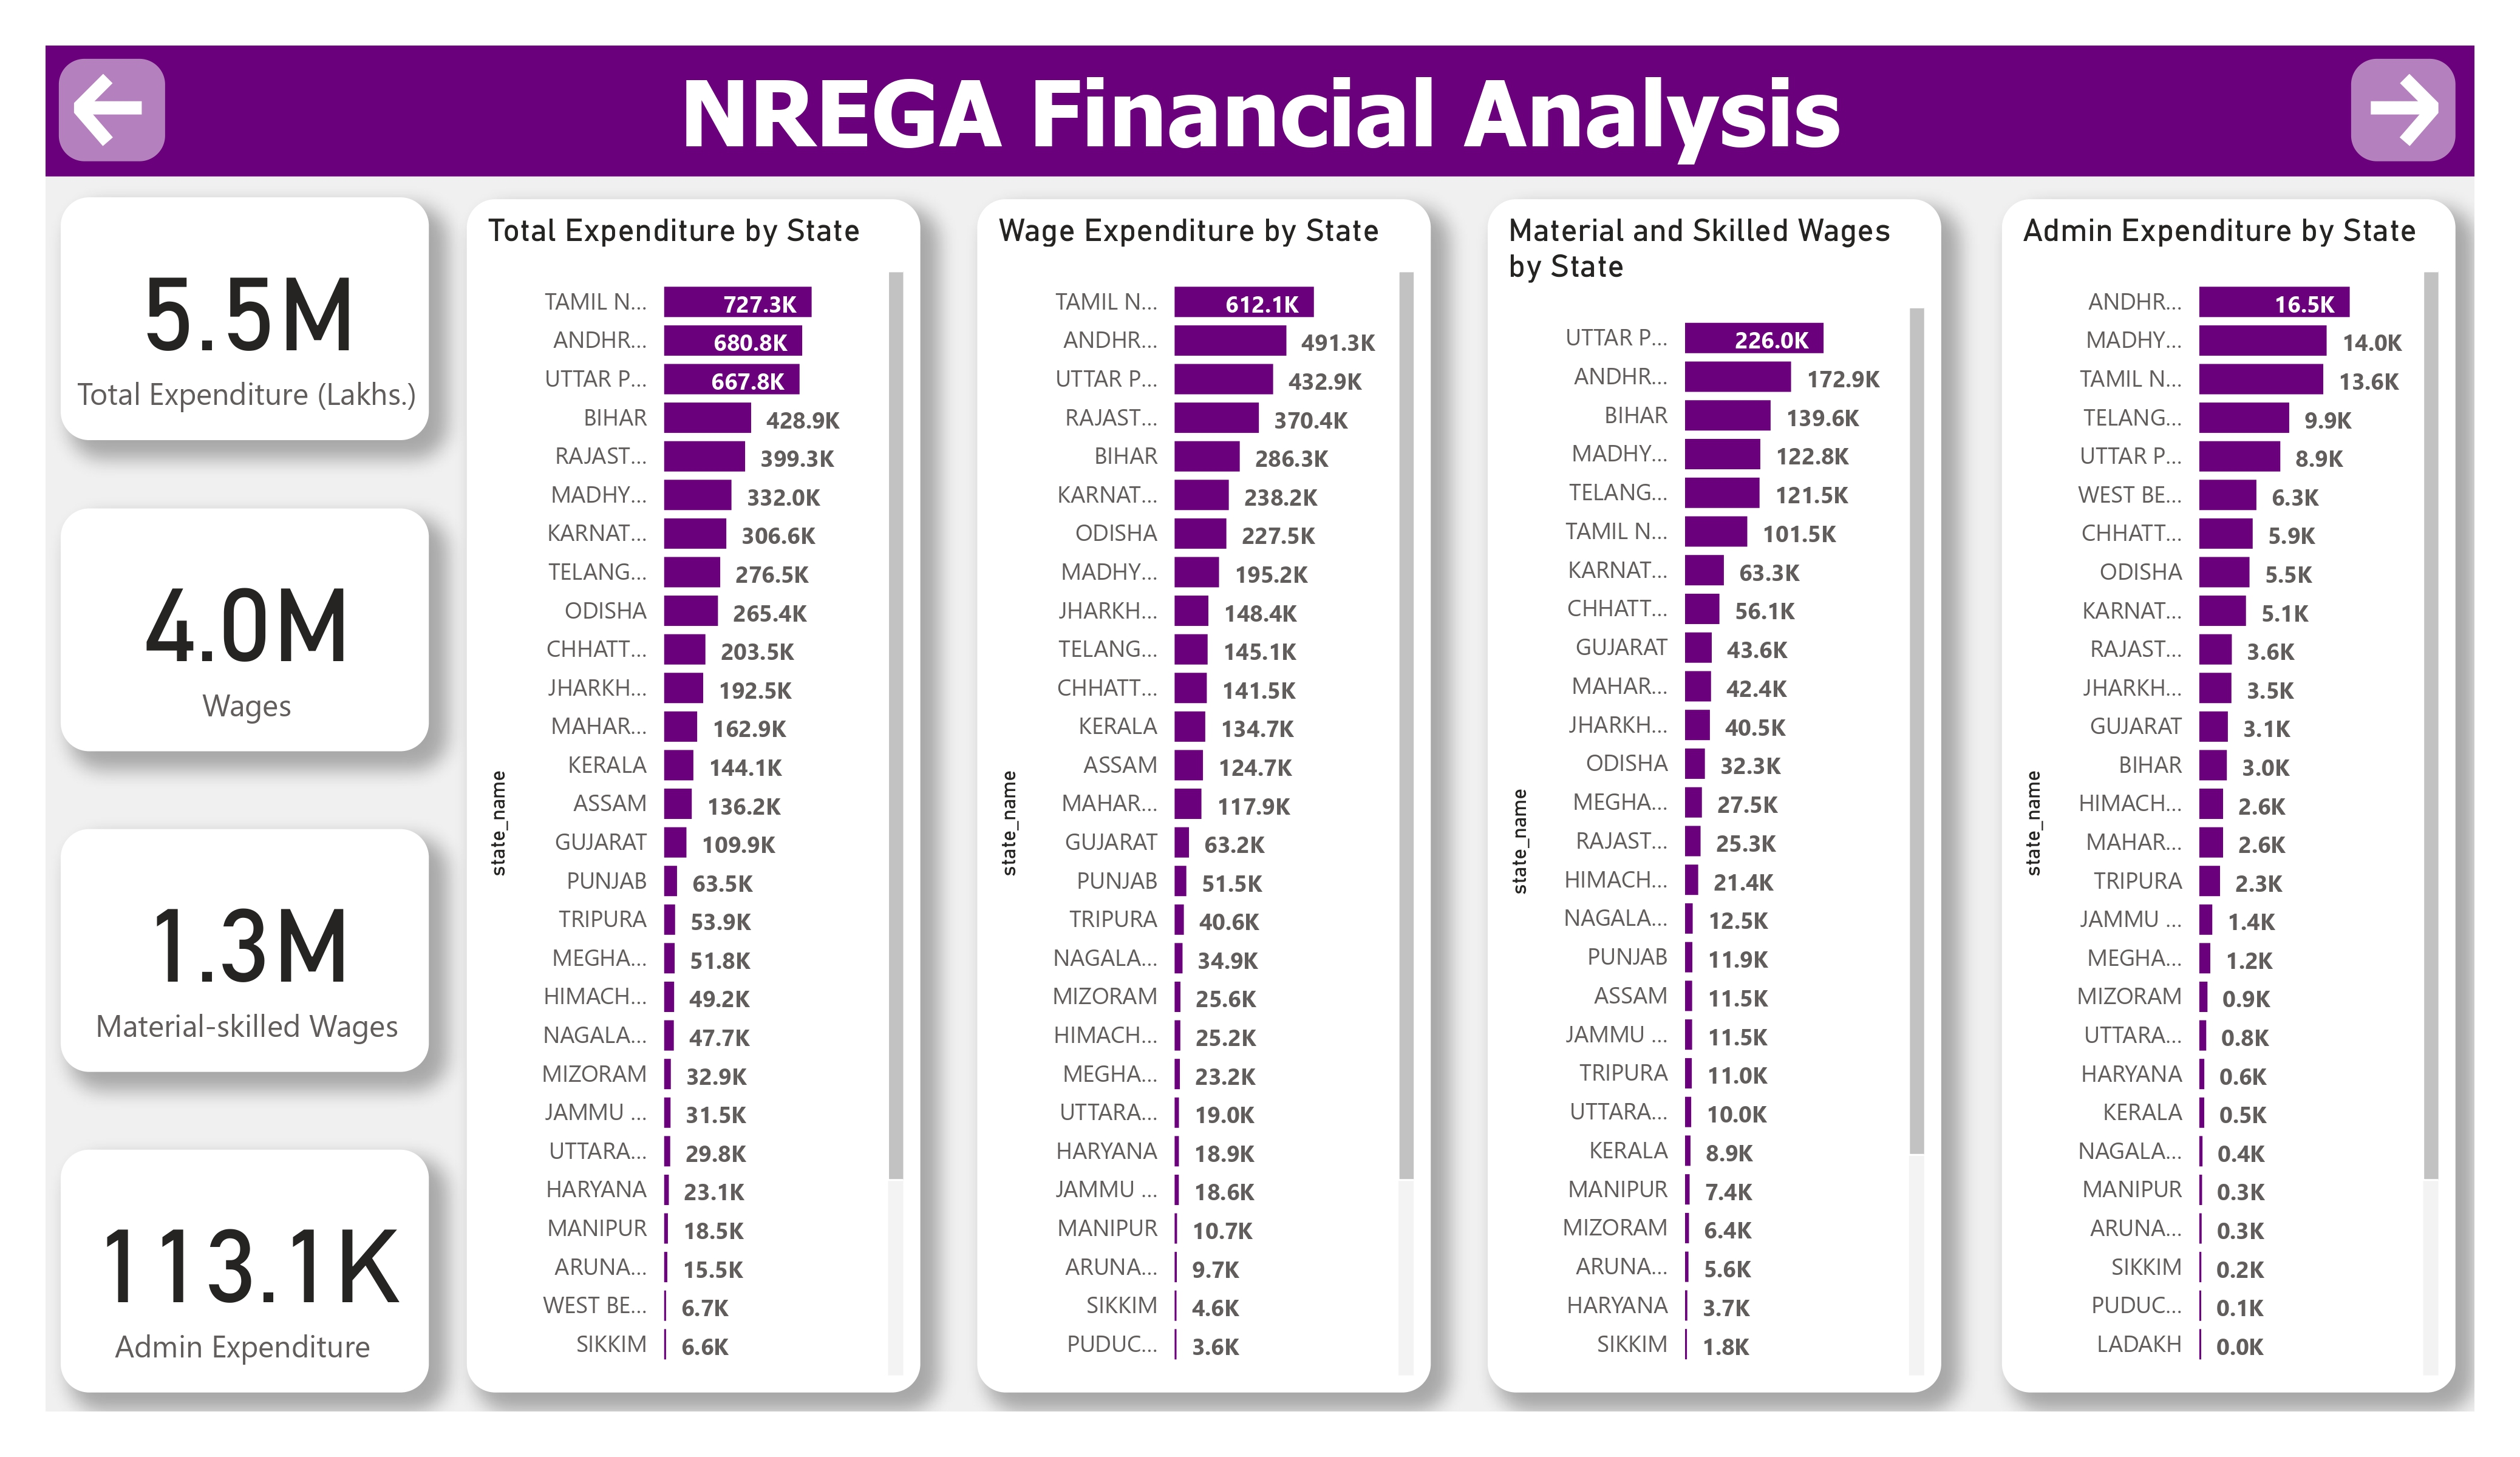 NREGA Financial Analysis
5.5M
Total Expenditure (Lakhs.)
4.0M
Wages
1.3M
Material-skilled Wages
113.1K
Admin Expenditure
Total Expenditure by State
state_name
TAMIL N... 727.3K
ANDHR... 680.8K
UTTAR P... 667.8K
BIHAR 428.9K
RAJAST... 399.3K
MADHY... 332.0K
KARNAT... 306.6K
TELANG... 276.5K
ODISHA 265.4K
CHHATT... 203.5K
JHARKH... 192.5K
MAHAR... 162.9K
KERALA 144.1K
ASSAM 136.2K
GUJARAT 109.9K
PUNJAB 63.5K
TRIPURA 53.9K
MEGHA... 51.8K
HIMACH... 49.2K
NAGALA... 47.7K
MIZORAM 32.9K
JAMMU ... 31.5K
UTTARA... 29.8K
HARYANA 23.1K
MANIPUR 18.5K
ARUNA... 15.5K
WEST BE... 6.7K
SIKKIM 6.6K
Wage Expenditure by State
state_name
TAMIL N... 612.1K
ANDHR... 491.3K
UTTAR P... 432.9K
RAJAST... 370.4K
BIHAR 286.3K
KARNAT... 238.2K
ODISHA 227.5K
MADHY... 195.2K
JHARKH... 148.4K
TELANG... 145.1K
CHHATT... 141.5K
KERALA 134.7K
ASSAM 124.7K
MAHAR... 117.9K
GUJARAT 63.2K
PUNJAB 51.5K
TRIPURA 40.6K
NAGALA... 34.9K
MIZORAM 25.6K
HIMACH... 25.2K
MEGHA... 23.2K
UTTARA... 19.0K
HARYANA 18.9K
JAMMU ... 18.6K
MANIPUR 10.7K
ARUNA... 9.7K
SIKKIM 4.6K
PUDUC... 3.6K
Material and Skilled Wages
by State
state_name
UTTAR P... 226.0K
ANDHR... 172.9K
BIHAR 139.6K
MADHY... 122.8K
TELANG... 121.5K
TAMIL N... 101.5K
KARNAT... 63.3K
CHHATT... 56.1K
GUJARAT 43.6K
MAHAR... 42.4K
JHARKH... 40.5K
ODISHA 32.3K
MEGHA... 27.5K
RAJAST... 25.3K
HIMACH... 21.4K
NAGALA... 12.5K
PUNJAB 11.9K
ASSAM 11.5K
JAMMU ... 11.5K
TRIPURA 11.0K
UTTARA... 10.0K
KERALA 8.9K
MANIPUR 7.4K
MIZORAM 6.4K
ARUNA... 5.6K
HARYANA 3.7K
SIKKIM 1.8K
Admin Expenditure by State
state_name
ANDHR... 16.5K
MADHY... 14.0K
TAMIL N... 13.6K
TELANG... 9.9K
UTTAR P... 8.9K
WEST BE... 6.3K
CHHATT... 5.9K
ODISHA 5.5K
KARNAT... 5.1K
RAJAST... 3.6K
JHARKH... 3.5K
GUJARAT 3.1K
BIHAR 3.0K
HIMACH... 2.6K
MAHAR... 2.6K
TRIPURA 2.3K
JAMMU ... 1.4K
MEGHA... 1.2K
MIZORAM 0.9K
UTTARA... 0.8K
HARYANA 0.6K
KERALA 0.5K
NAGALA... 0.4K
MANIPUR 0.3K
ARUNA... 0.3K
SIKKIM 0.2K
PUDUC... 0.1K
LADAKH 0.0K